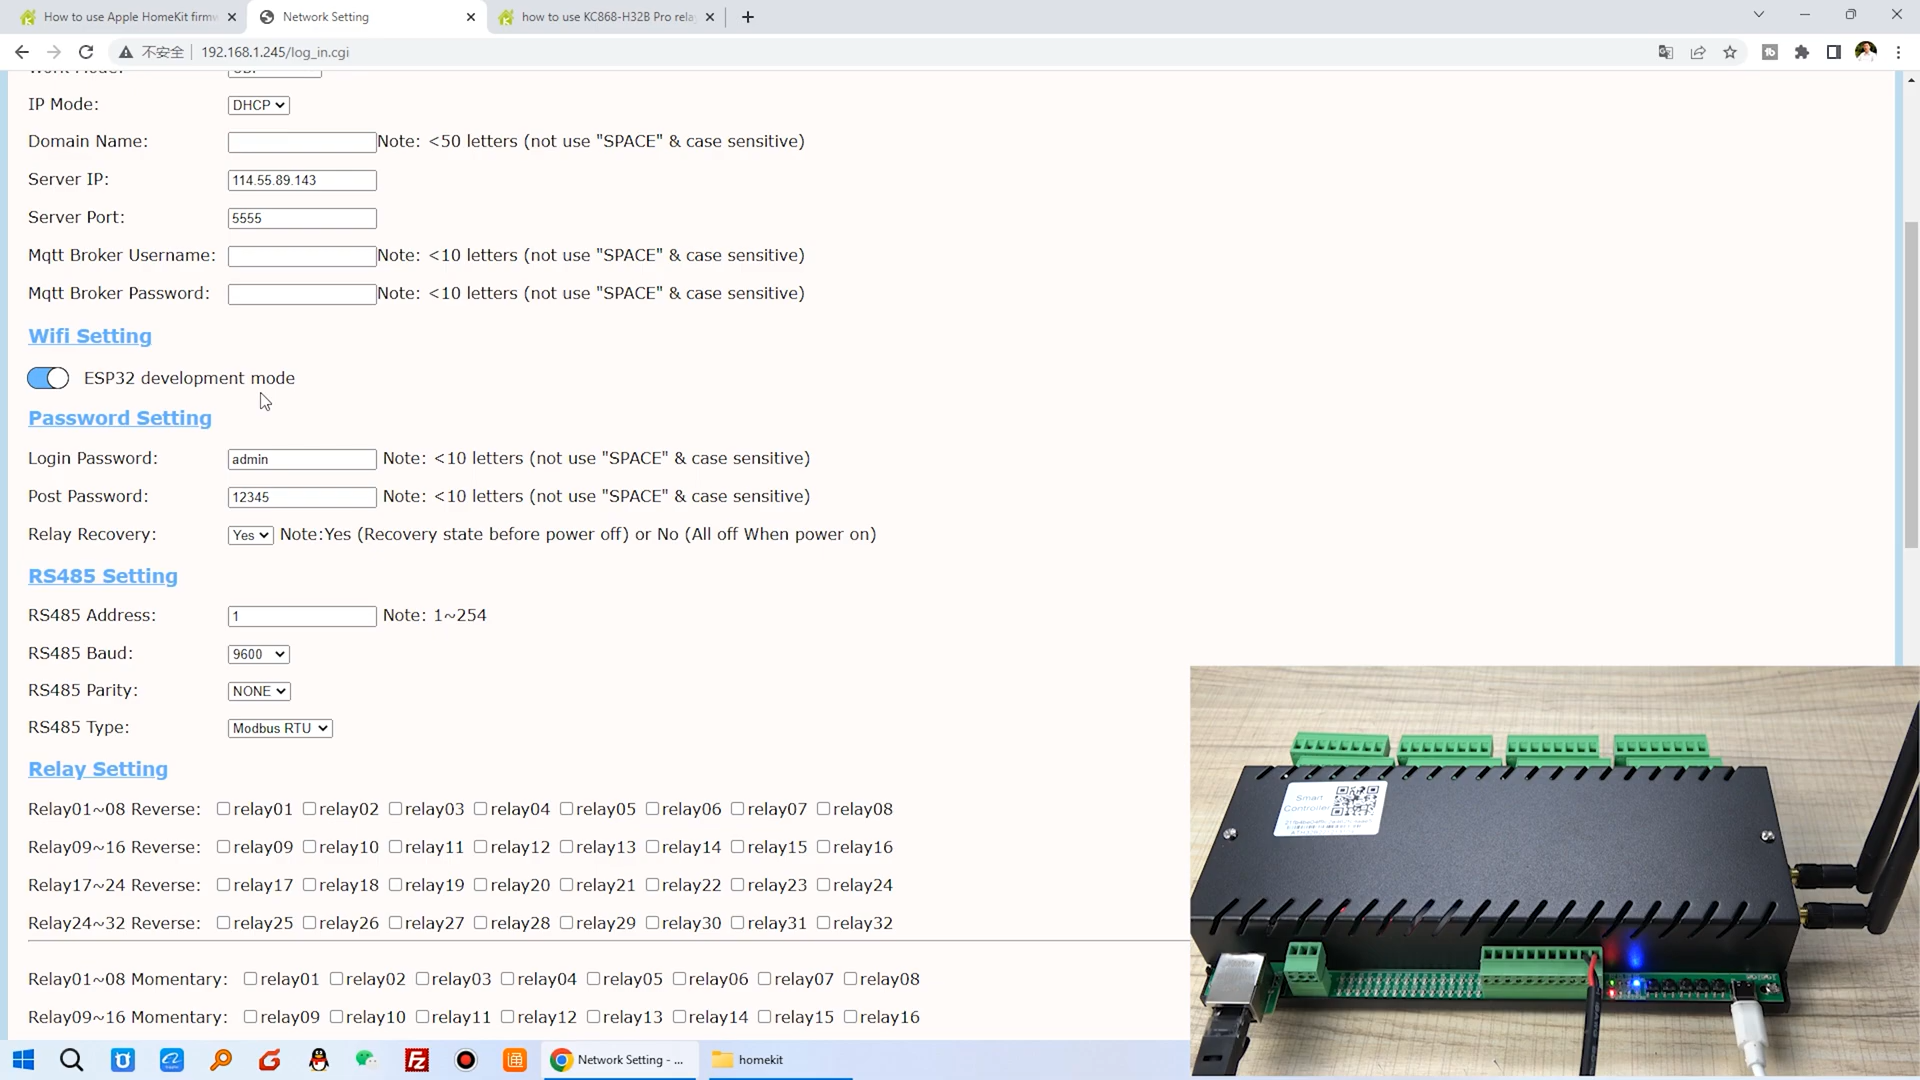 How to use Apple HomeKit firmw
Network Setting
how to use KC868-H32B Pro rela
不安全
192.168.1.245/log_in.cgi
IP Mode:
DHCP
Domain Name:
Note: <50 letters (not use "SPACE" & case sensitive)
Server IP:
114.55.89.143
Server Port:
5555
Mqtt Broker Username:
Note: <10 letters (not use "SPACE" & case sensitive)
Mqtt Broker Password:
Note: <10 letters (not use "SPACE" & case sensitive)
Wifi Setting
ESP32 development mode
Password Setting
Login Password:
admin
Note: <10 letters (not use "SPACE" & case sensitive)
Post Password:
12345
Note: <10 letters (not use "SPACE" & case sensitive)
Relay Recovery:
Yes
Note:Yes (Recovery state before power off) or No (All off When power on)
RS485 Setting
RS485 Address:
1
Note: 1~254
RS485 Baud:
9600
RS485 Parity:
NONE
RS485 Type:
Modbus RTU
Relay Setting
Relay01~08 Reverse: relay01 relay02 relay03 relay04 relay05 relay06 relay07 relay08
Relay09~16 Reverse: relay09 relay10 relay11 relay12 relay13 relay14 relay15 relay16
Relay17~24 Reverse: relay17 relay18 relay19 relay20 relay21 relay22 relay23 relay24
Relay24~32 Reverse: relay25 relay26 relay27 relay28 relay29 relay30 relay31 relay32
Relay01~08 Momentary: relay01 relay02 relay03 relay04 relay05 relay06 relay07 relay08
Relay09~16 Momentary: relay09 relay10 relay11 relay12 relay13 relay14 relay15 relay16
Smart
Controller
Network Setting - ...
homekit